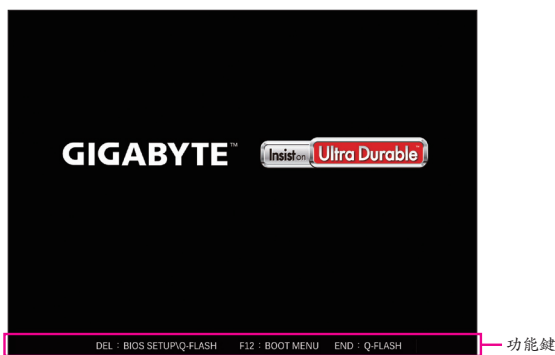 GIGABYTE™
Insist on Ultra Durable™
DEL : BIOS SETUP\Q-FLASH F12 : BOOT MENU END : Q-FLASH
功能鍵